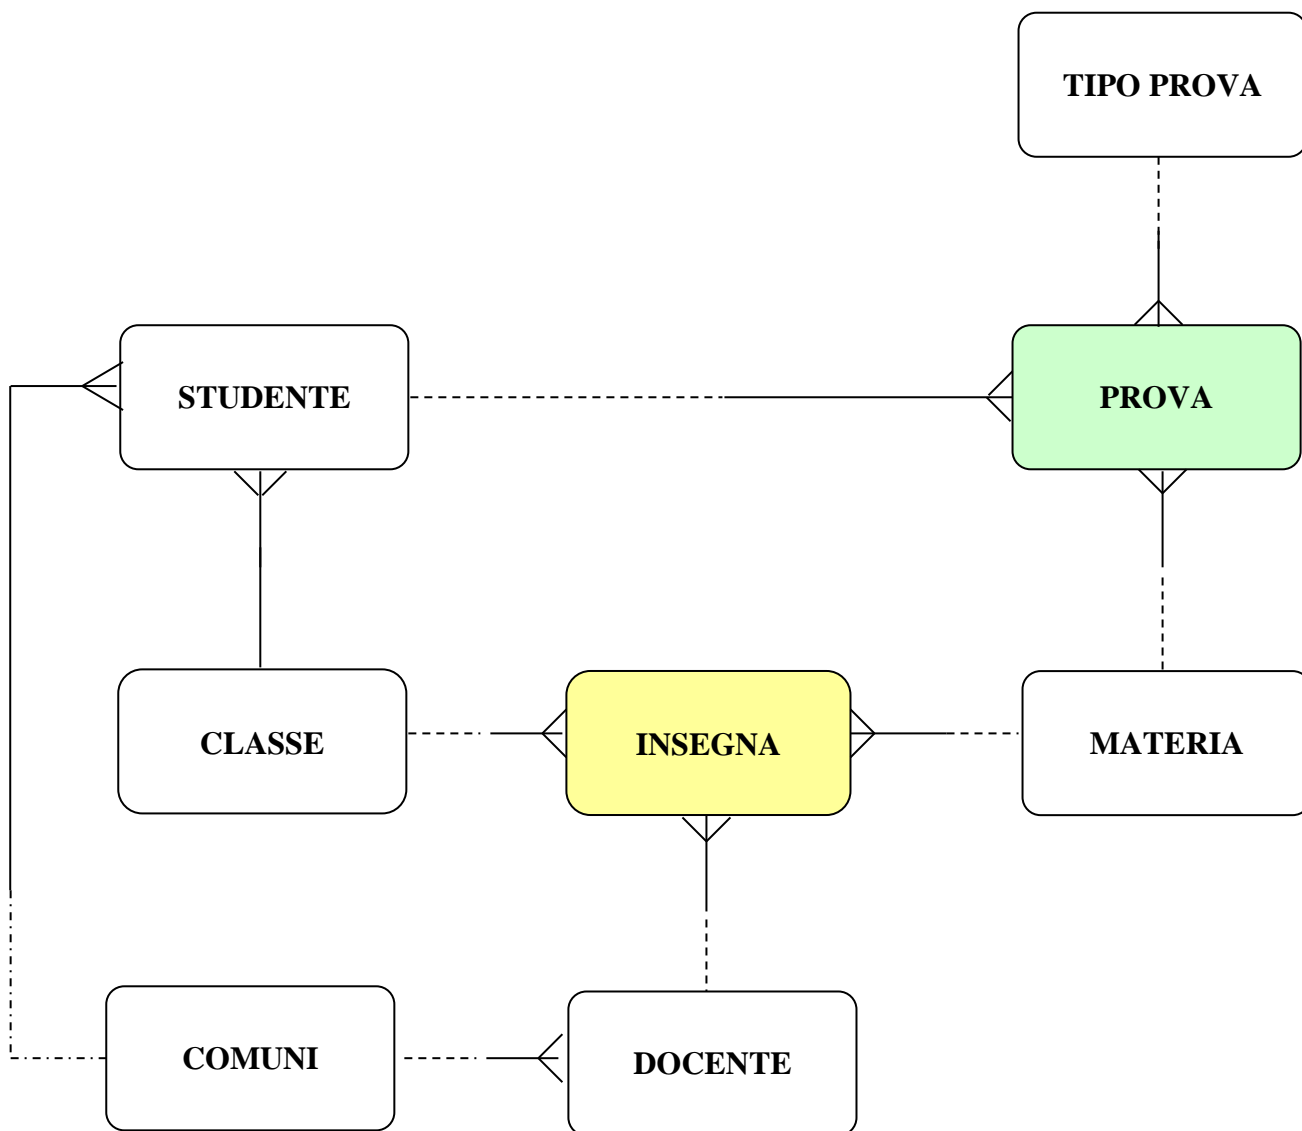 TIPO PROVA
STUDENTE
PROVA
CLASSE
INSEGNA
MATERIA
COMUNI
DOCENTE